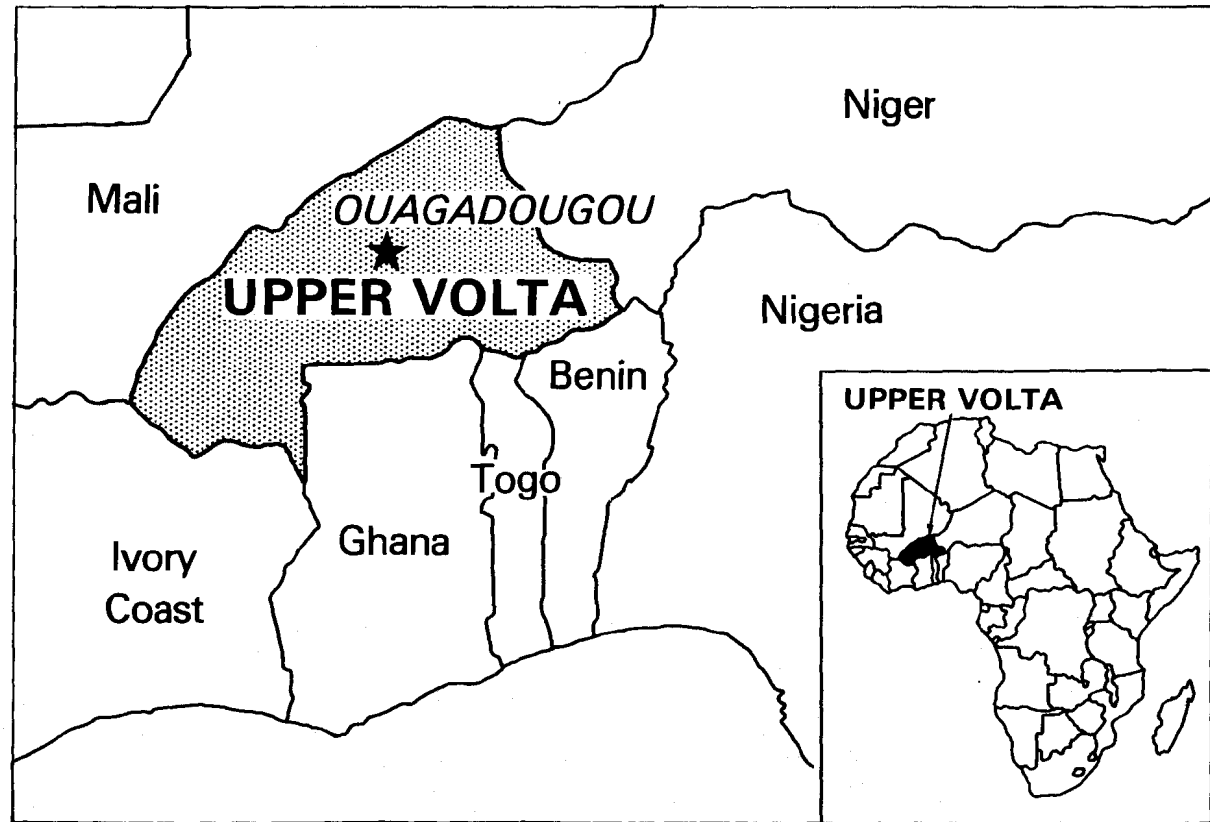 Niger
Mali
OUAGADOUGOU
UPPER VOLTA
Nigeria
Benin
UPPER VOLTA
Togo
Ghana
Ivory
Coast